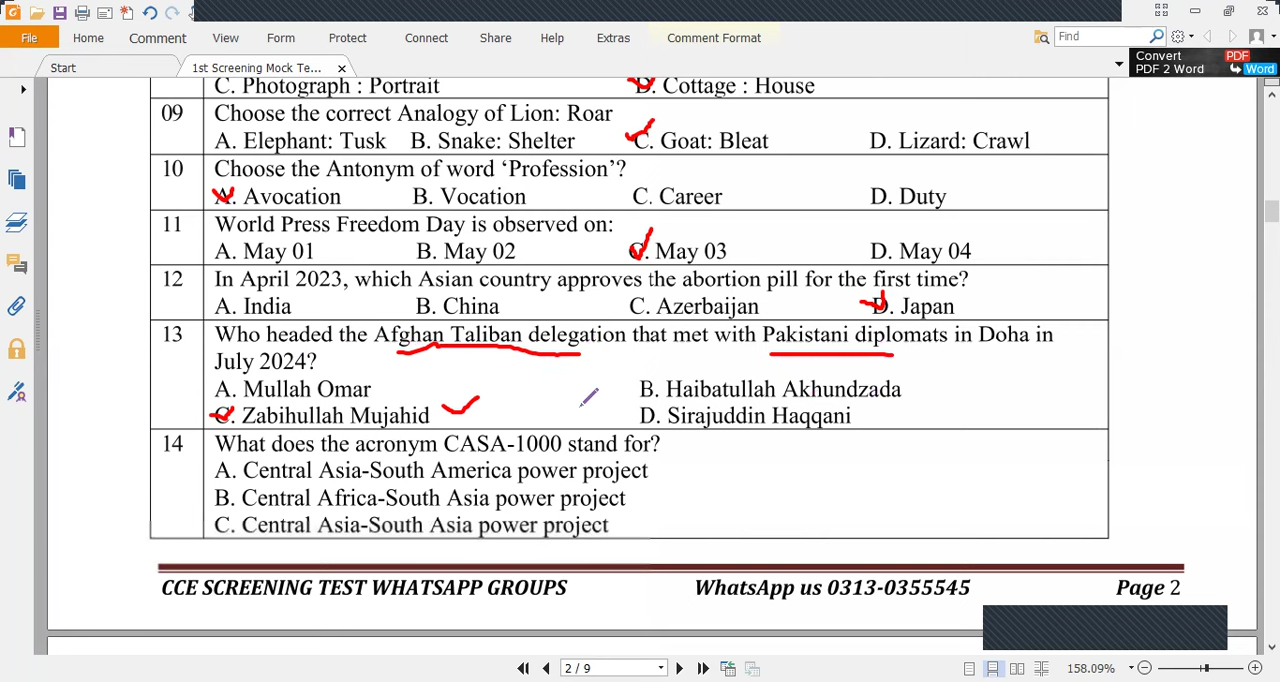 File Home Comment View Form Protect Connect Share Help Extras Comment Format Find
Start 1st Screening Mock Te... Convert PDF
PDF 2 Word Word
C. Photograph : Portrait D. Cottage : House
09 Choose the correct Analogy of Lion: Roar
A. Elephant: Tusk B. Snake: Shelter C. Goat: Bleat D. Lizard: Crawl
10 Choose the Antonym of word ‘Profession’?
A. Avocation B. Vocation C. Career D. Duty
11 World Press Freedom Day is observed on:
A. May 01 B. May 02 C. May 03 D. May 04
12 In April 2023, which Asian country approves the abortion pill for the first time?
A. India B. China C. Azerbaijan D. Japan
13 Who headed the Afghan Taliban delegation that met with Pakistani diplomats in Doha in
July 2024?
A. Mullah Omar B. Haibatullah Akhundzada
C. Zabihullah Mujahid D. Sirajuddin Haqqani
14 What does the acronym CASA-1000 stand for?
A. Central Asia-South America power project
B. Central Africa-South Asia power project
C. Central Asia-South Asia power project
CCE SCREENING TEST WHATSAPP GROUPS WhatsApp us 0313-0355545 Page 2
2 / 9 158.09%